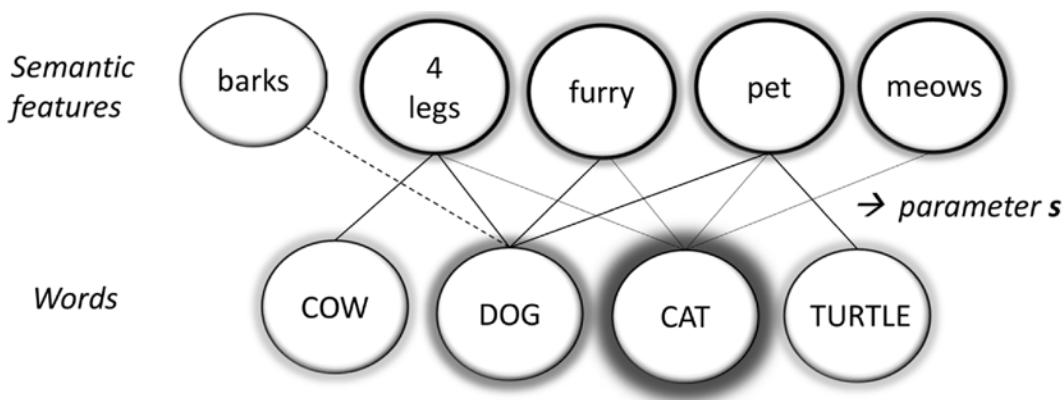 Semantic
features
barks
4
legs
furry
pet
meows
→ parameter s
Words
COW
DOG
CAT
TURTLE